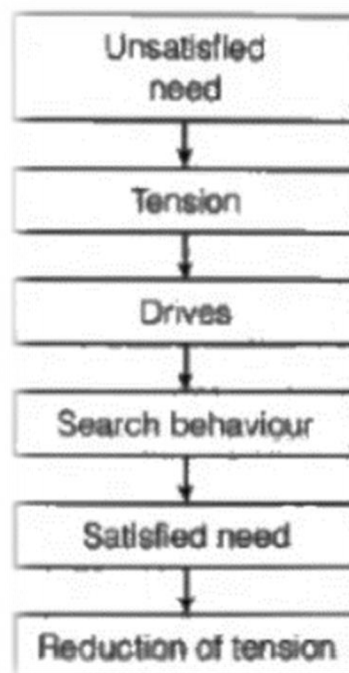 Unsatisfied
need
Tension
Drives
Search behaviour
Satisfied need
Reduction of tension